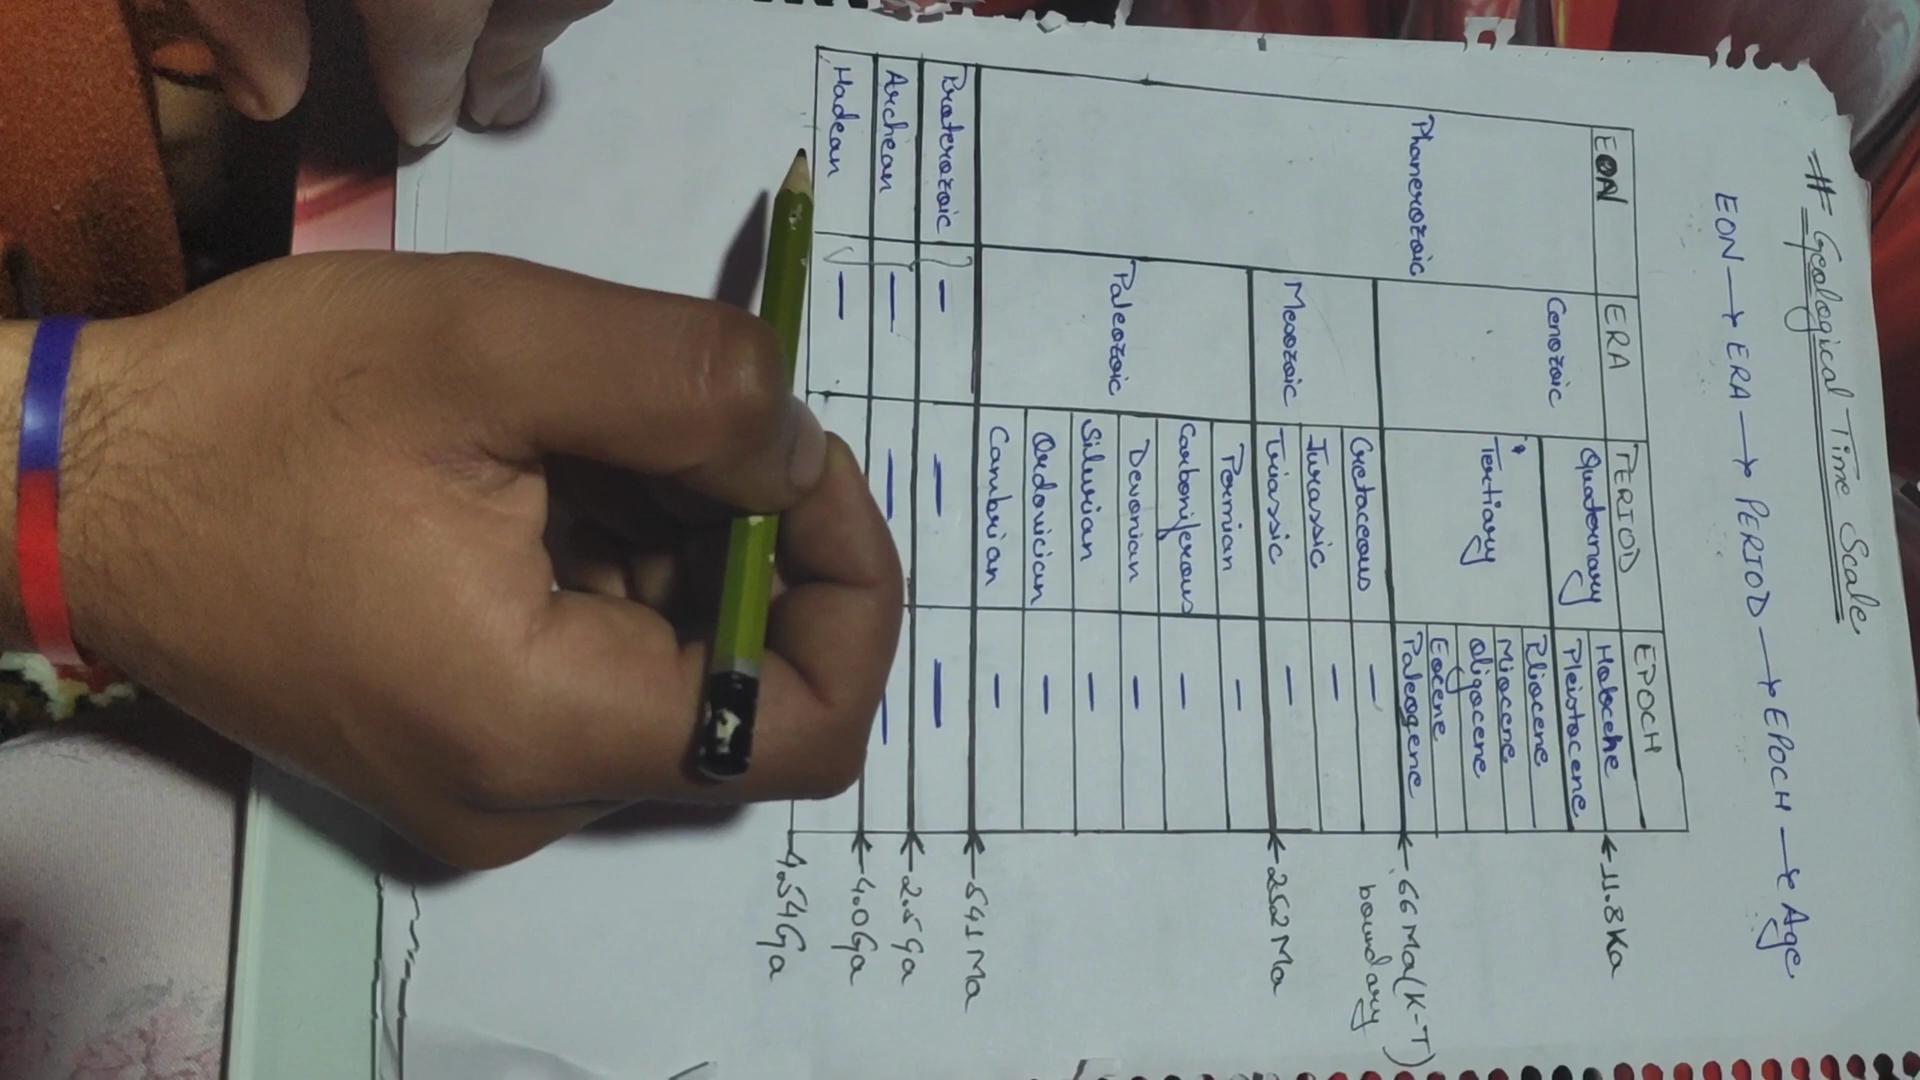 # Geological Time Scale
EON → ERA → PERIOD → EPOCH → Age
EON ERA PERIOD EPOCH
Phanerozoic Cenozoic Quaternary Holocene ← 11.8 Ka
Pleistocene
Tertiary Pliocene
Miocene
Oligocene
Eocene
Paleogene ← 66 Ma (K-T)
boundary
Mesozoic Cretaceous —
Jurassic —
Triassic — ← 252 Ma
Paleozoic Permian —
Carboniferous —
Devonian —
Silurian —
Ordovician —
Cambrian — ← 541 Ma
Proterozoic — — — ← 2.5 Ga
Archean — — — ← 4.0 Ga
Hadean — 4.54 Ga